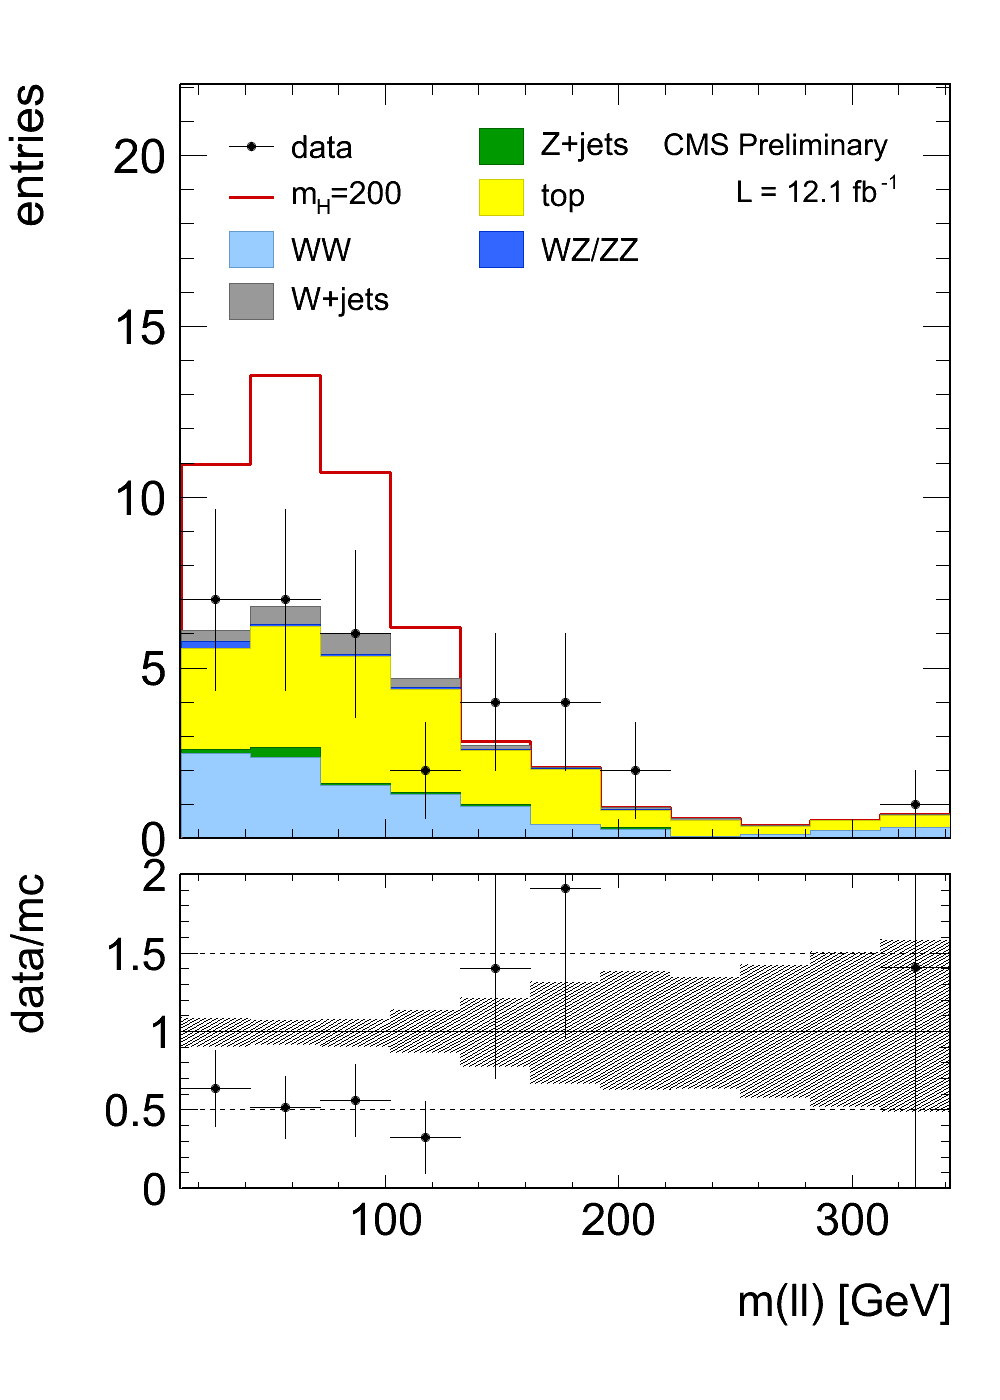 entries
20
15
10
5
0
data
m_H=200
WW
W+jets
Z+jets
top
WZ/ZZ
CMS Preliminary
L = 12.1 fb⁻¹
data/mc
2
1.5
1
0.5
0
100 200 300
m(ll) [GeV]